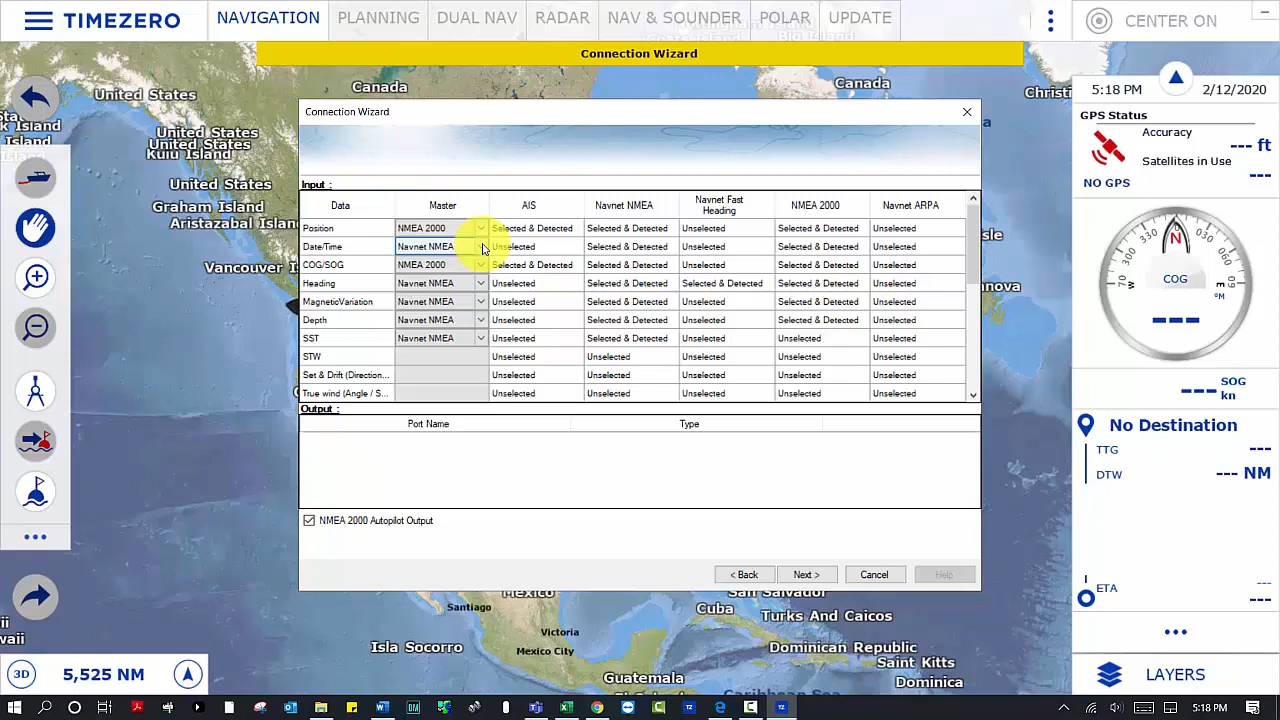 TIMEZERO
NAVIGATION
PLANNING
DUAL NAV
RADAR
NAV & SOUNDER
POLAR
UPDATE
CENTER ON
Connection Wizard
Connection Wizard
Input :
Data Master AIS Navnet NMEA Navnet Fast Heading NMEA 2000 Navnet ARPA
Position NMEA 2000 Selected & Detected Selected & Detected Unselected Selected & Detected Unselected
Date/Time Navnet NMEA Unselected Selected & Detected Unselected Selected & Detected Unselected
COG/SOG NMEA 2000 Selected & Detected Selected & Detected Unselected Selected & Detected Unselected
Heading Navnet NMEA Unselected Selected & Detected Selected & Detected Selected & Detected Unselected
MagneticVariation Navnet NMEA Unselected Selected & Detected Unselected Selected & Detected Unselected
Depth Navnet NMEA Unselected Selected & Detected Unselected Selected & Detected Unselected
SST Navnet NMEA Unselected Selected & Detected Unselected Unselected Unselected
STW Unselected Unselected Unselected Unselected Unselected
Set & Drift (Direction... Unselected Unselected Unselected Unselected Unselected
True wind (Angle / S... Unselected Unselected Unselected Unselected Unselected
Output :
Port Name Type
NMEA 2000 Autopilot Output
< Back
Next >
Cancel
Help
United States
Canada
Canada
United States
United States
Kuiu Island
United States
Graham Island
Aristazabal Islan
Vancouver I
Santiago
Victoria
Mexico City
Isla Socorro
Guatemala
Mexico
San Salvador
Cuba
Turks And Caicos
Dominican Republic
Saint Kitts
Dominica
Caribbean Sea
3D
5,525 NM
5:18 PM 2/12/2020
GPS Status
Accuracy
--- ft
Satellites in Use
---
NO GPS
N
030
W
E
COG
°M
---
--- SOG
kn
No Destination
TTG ---
DTW --- NM
ETA ---
---
LAYERS
5:18 PM